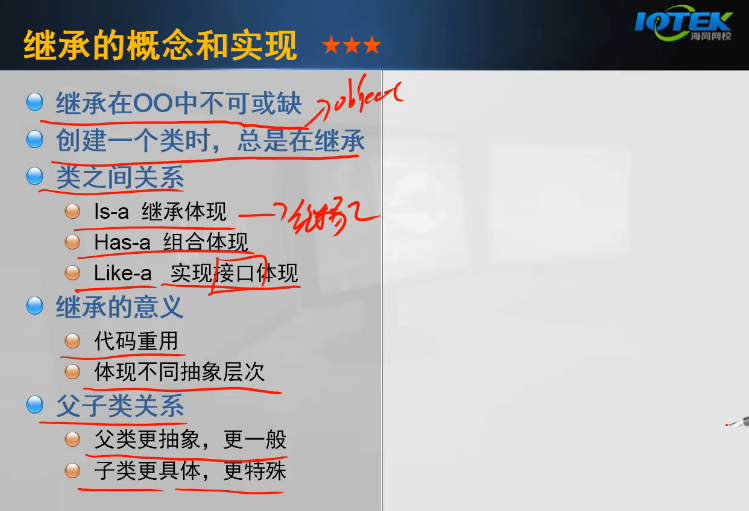 继承的概念和实现 ★★★
IOTEK
海同网校
继承在OO中不可或缺
object
创建一个类时，总是在继承
类之间关系
Is-a 继承体现
Has-a 组合体现
Like-a 实现接口体现
继承的意义
代码重用
体现不同抽象层次
父子类关系
父类更抽象，更一般
子类更具体，更特殊